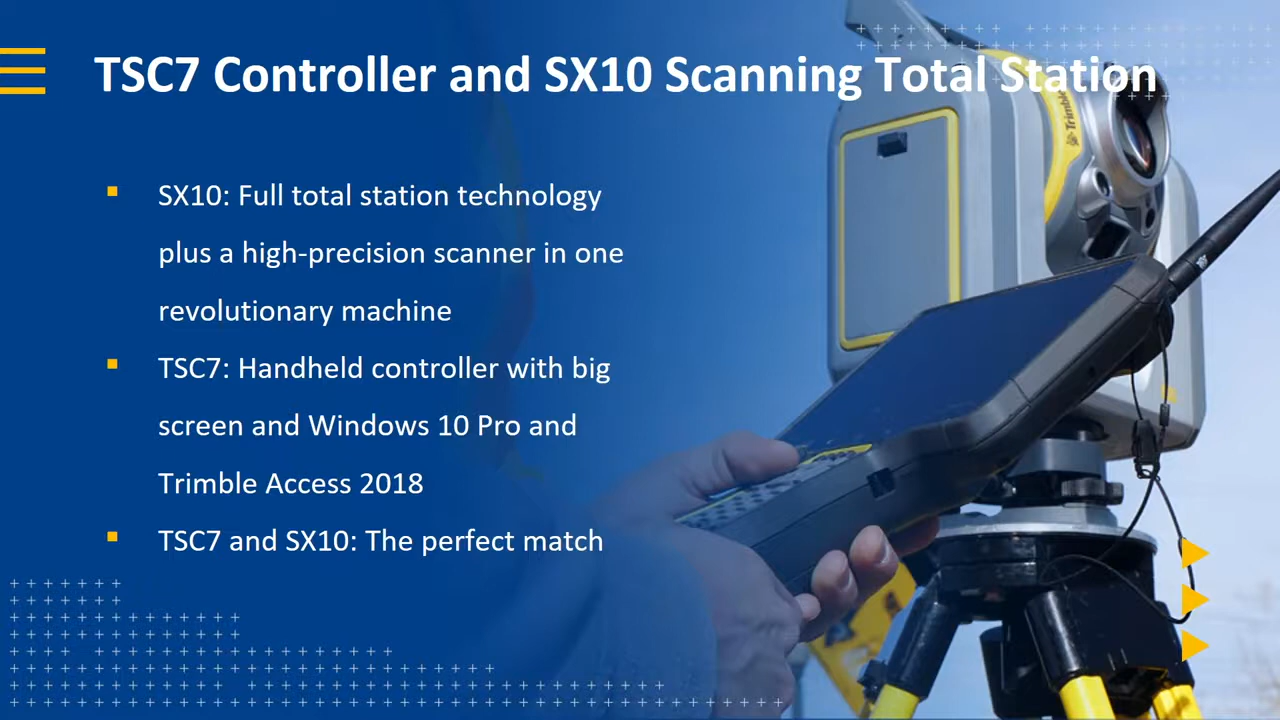 TSC7 Controller and SX10 Scanning Total Station
Trimble
SX10: Full total station technology
plus a high-precision scanner in one
revolutionary machine
TSC7: Handheld controller with big
screen and Windows 10 Pro and
Trimble Access 2018
TSC7 and SX10: The perfect match